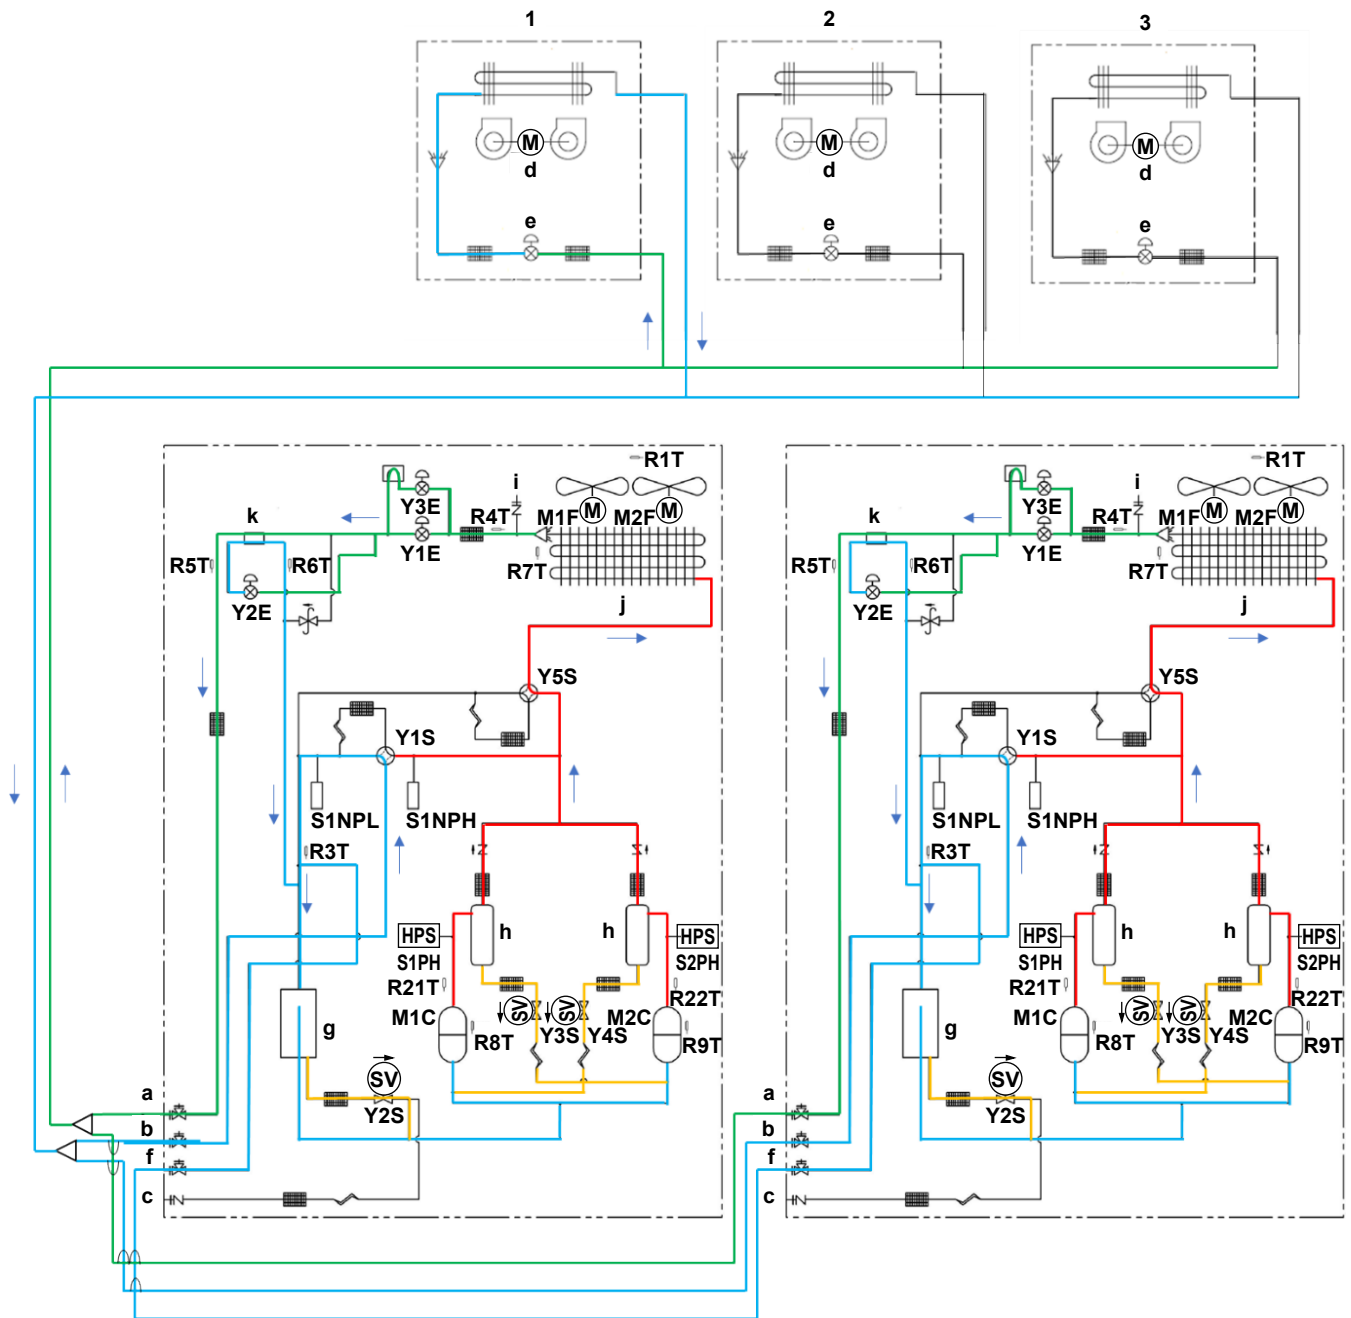 1 2 3
M M M
d d d
e e e
R1T R1T
i i
Y3E Y3E
k R4T M1F M M2F M k R4T M1F M M2F M
Y1E Y1E
R5T R6T R7T R5T R6T R7T
Y2E j Y2E j
Y5S Y5S
Y1S Y1S
S1NPL S1NPH S1NPL S1NPH
R3T R3T
h h h h
HPS HPS HPS HPS
S1PH S2PH S1PH S2PH
R21T R22T R21T R22T
SV SV SV SV
M1C M2C M1C M2C
g Y3S Y4S g Y3S Y4S
R8T R9T R8T R9T
SV SV
a Y2S a Y2S
b b
f f
c c